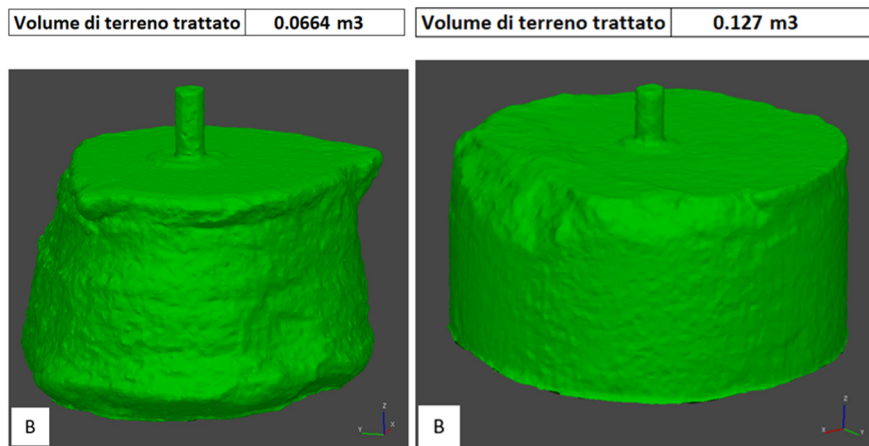 Volume di terreno trattato 0.0664 m3
Volume di terreno trattato 0.127 m3
B
Z
X
Y
B
Z
X
Y